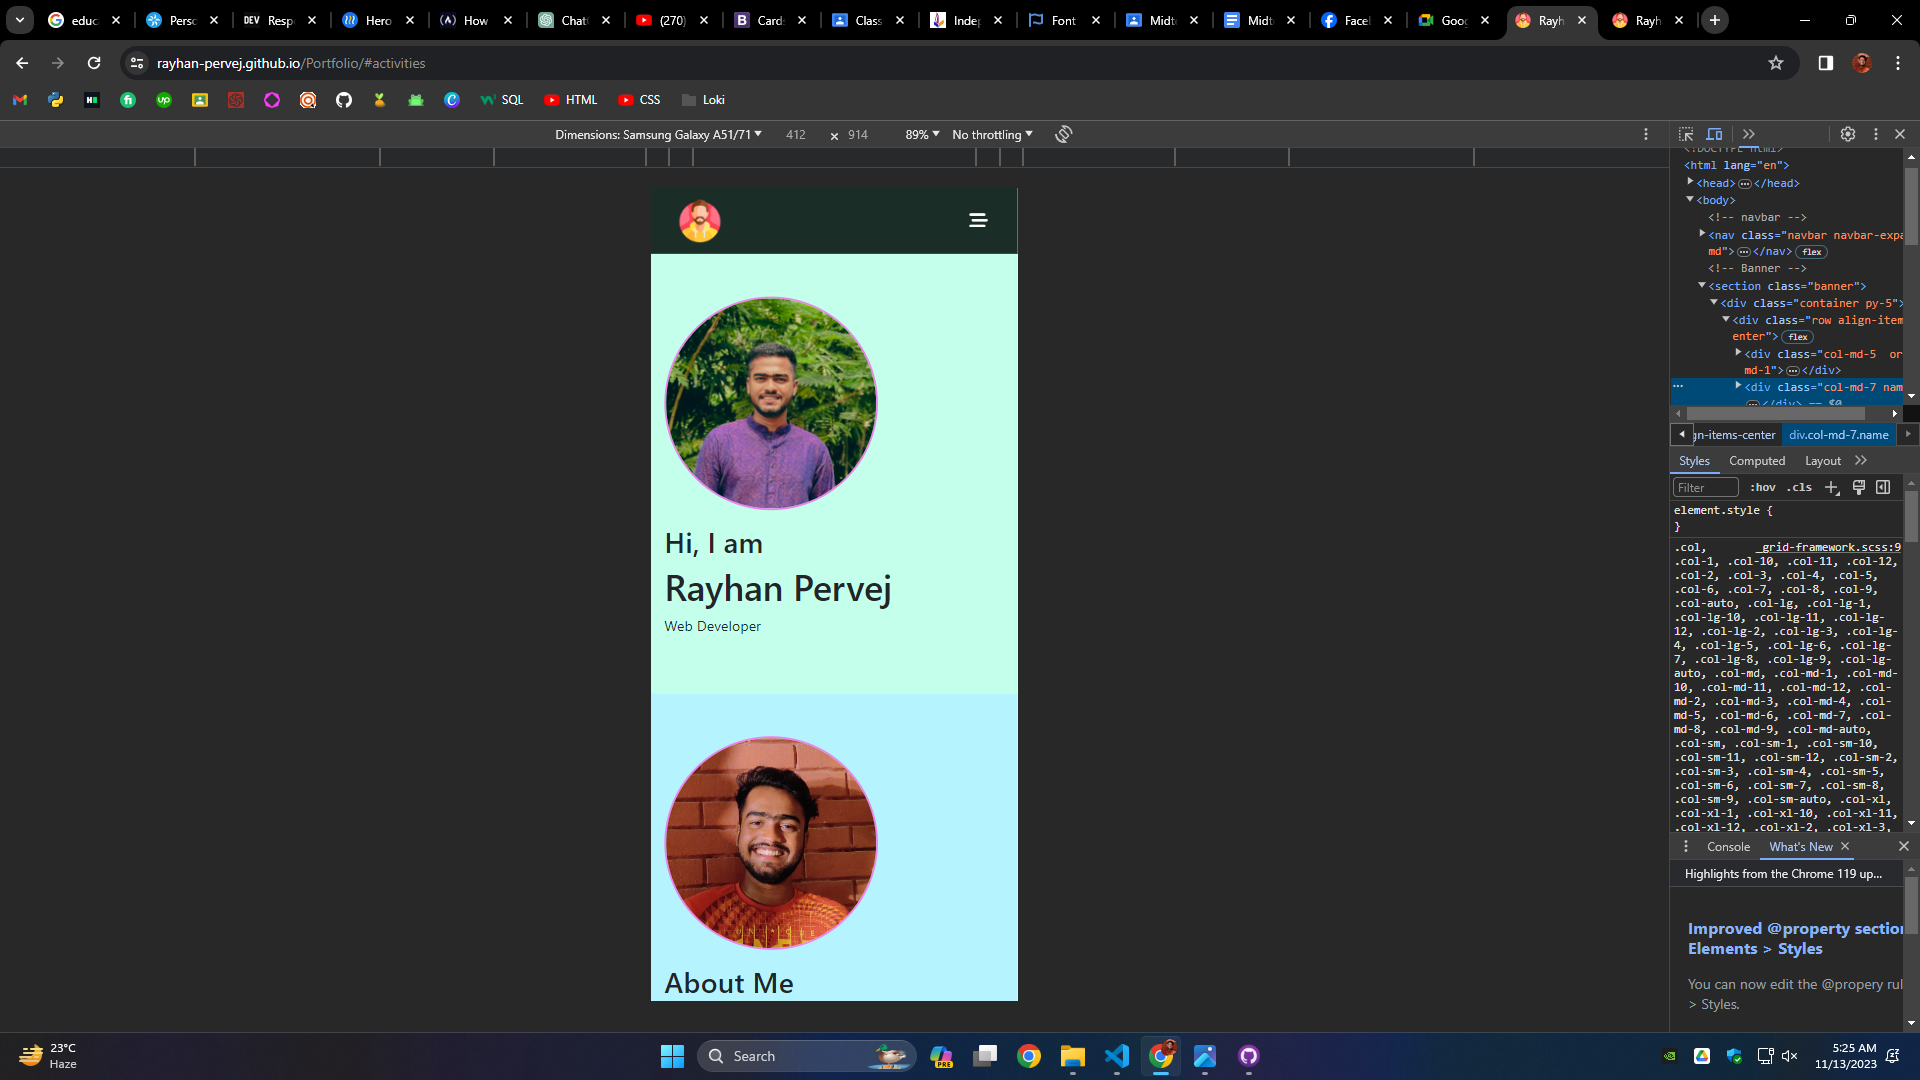 educ
Persc
DEV Resp
Hero
How
Chat
(270)
Cards
Class
Indep
Font
Midte
Midt
Facel
Goog
Rayh
Rayh
rayhan-pervej.github.io/Portfolio/#activities
SQL
HTML
CSS
Loki
Dimensions: Samsung Galaxy A51/71
412
×
914
89%
No throttling
<!DOCTYPE html>
<html lang="en">
<head> ⋯ </head>
<body>
<!-- navbar -->
<nav class="navbar navbar-expa
md"> ⋯ </nav> flex
<!-- Banner -->
<section class="banner">
<div class="container py-5">
<div class="row align-item
enter"> flex
<div class="col-md-5 or
md-1"> ⋯ </div>
<div class="col-md-7 nam
⋯ </div> == $0
gn-items-center
div.col-md-7.name
Styles
Computed
Layout
Filter
:hov
.cls
element.style {
}
.col, _grid-framework.scss:9
.col-1, .col-10, .col-11, .col-12,
.col-2, .col-3, .col-4, .col-5,
.col-6, .col-7, .col-8, .col-9,
.col-auto, .col-lg, .col-lg-1,
.col-lg-10, .col-lg-11, .col-lg-
12, .col-lg-2, .col-lg-3, .col-lg-
4, .col-lg-5, .col-lg-6, .col-lg-
7, .col-lg-8, .col-lg-9, .col-lg-
auto, .col-md, .col-md-1, .col-md-
10, .col-md-11, .col-md-12, .col-
md-2, .col-md-3, .col-md-4, .col-
md-5, .col-md-6, .col-md-7, .col-
md-8, .col-md-9, .col-md-auto,
.col-sm, .col-sm-1, .col-sm-10,
.col-sm-11, .col-sm-12, .col-sm-2,
.col-sm-3, .col-sm-4, .col-sm-5,
.col-sm-6, .col-sm-7, .col-sm-8,
.col-sm-9, .col-sm-auto, .col-xl,
.col-xl-1, .col-xl-10, .col-xl-11,
.col-xl-12, .col-xl-2, .col-xl-3,
Console
What's New
Highlights from the Chrome 119 up...
Improved @property section
Elements > Styles
You can now edit the @propery rul
> Styles.
Hi, I am
Rayhan Pervej
Web Developer
About Me
23°C
Haze
Search
PRE
5:25 AM
11/13/2023